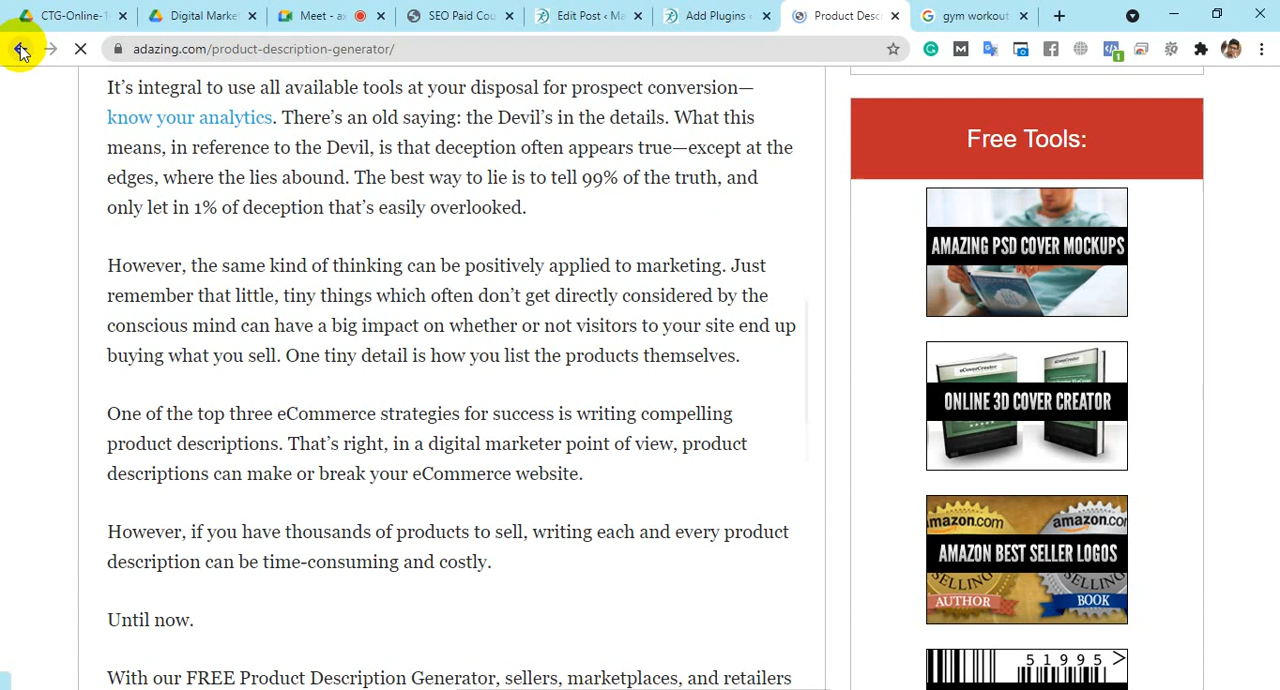 CTG-Online-
Digital Market
Meet - ax
SEO Paid Cou
Edit Post ‹ Ma
Add Plugins ‹
Product Desc
gym workout
adazing.com/product-description-generator/
M
1
It's integral to use all available tools at your disposal for prospect conversion—
know your analytics. There's an old saying: the Devil's in the details. What this
means, in reference to the Devil, is that deception often appears true—except at the
edges, where the lies abound. The best way to lie is to tell 99% of the truth, and
only let in 1% of deception that's easily overlooked.
However, the same kind of thinking can be positively applied to marketing. Just
remember that little, tiny things which often don't get directly considered by the
conscious mind can have a big impact on whether or not visitors to your site end up
buying what you sell. One tiny detail is how you list the products themselves.
One of the top three eCommerce strategies for success is writing compelling
product descriptions. That's right, in a digital marketer point of view, product
descriptions can make or break your eCommerce website.
However, if you have thousands of products to sell, writing each and every product
description can be time-consuming and costly.
Until now.
With our FREE Product Description Generator, sellers, marketplaces, and retailers
Free Tools:
AMAZING PSD COVER MOCKUPS
eCoverCreator
eCoverCreator
ONLINE 3D COVER CREATOR
amazon.com
amazon.com
AMAZON BEST SELLER LOGOS
SELLING
SELLING
AUTHOR
BOOK
51995>